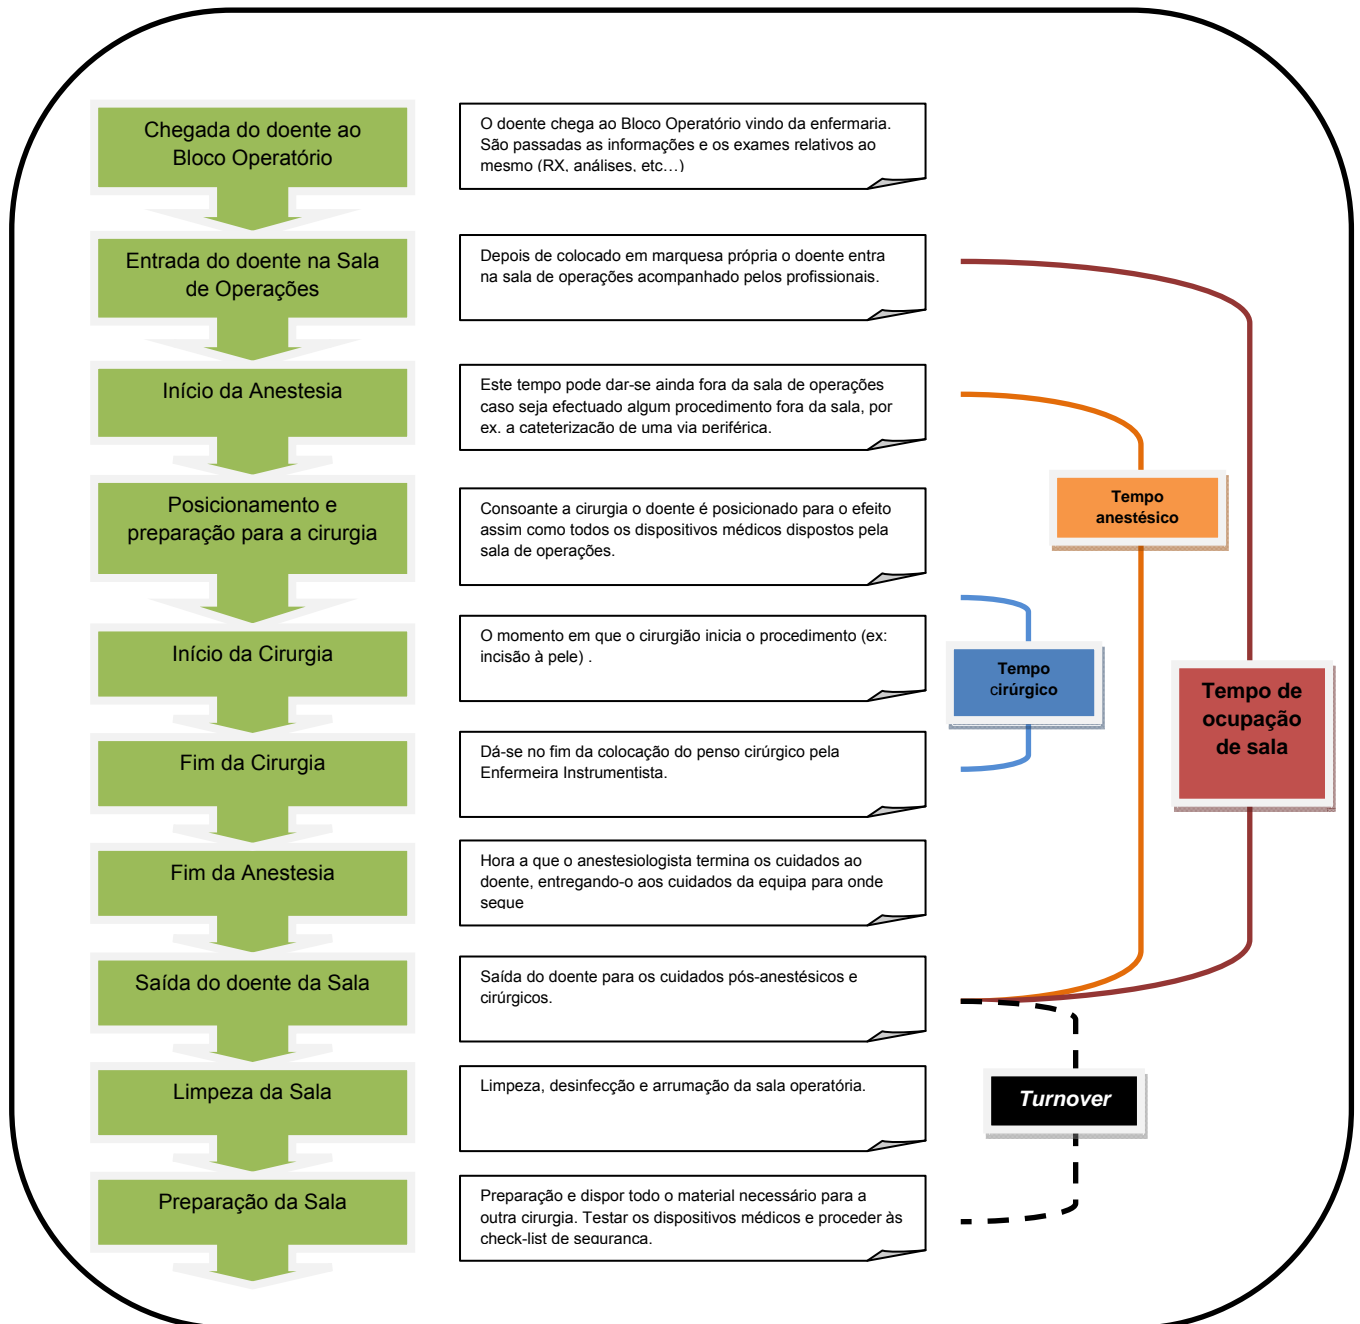 Chegada do doente ao
Bloco Operatório
O doente chega ao Bloco Operatório vindo da enfermaria.
São passadas as informações e os exames relativos ao
mesmo (RX, análises, etc…)
Entrada do doente na Sala
de Operações
Depois de colocado em marquesa própria o doente entra
na sala de operações acompanhado pelos profissionais.
Início da Anestesia
Este tempo pode dar-se ainda fora da sala de operações
caso seja efectuado algum procedimento fora da sala, por
ex. a cateterização de uma via periférica.
Posicionamento e
preparação para a cirurgia
Consoante a cirurgia o doente é posicionado para o efeito
assim como todos os dispositivos médicos dispostos pela
sala de operações.
Tempo
anestésico
Início da Cirurgia
O momento em que o cirurgião inicia o procedimento (ex:
incisão à pele) .
Tempo
cirúrgico
Tempo de
ocupação
de sala
Fim da Cirurgia
Dá-se no fim da colocação do penso cirúrgico pela
Enfermeira Instrumentista.
Fim da Anestesia
Hora a que o anestesiologista termina os cuidados ao
doente, entregando-o aos cuidados da equipa para onde
segue
Saída do doente da Sala
Saída do doente para os cuidados pós-anestésicos e
cirúrgicos.
Limpeza da Sala
Limpeza, desinfecção e arrumação da sala operatória.
Turnover
Preparação da Sala
Preparação e dispor todo o material necessário para a
outra cirurgia. Testar os dispositivos médicos e proceder às
check-list de segurança.